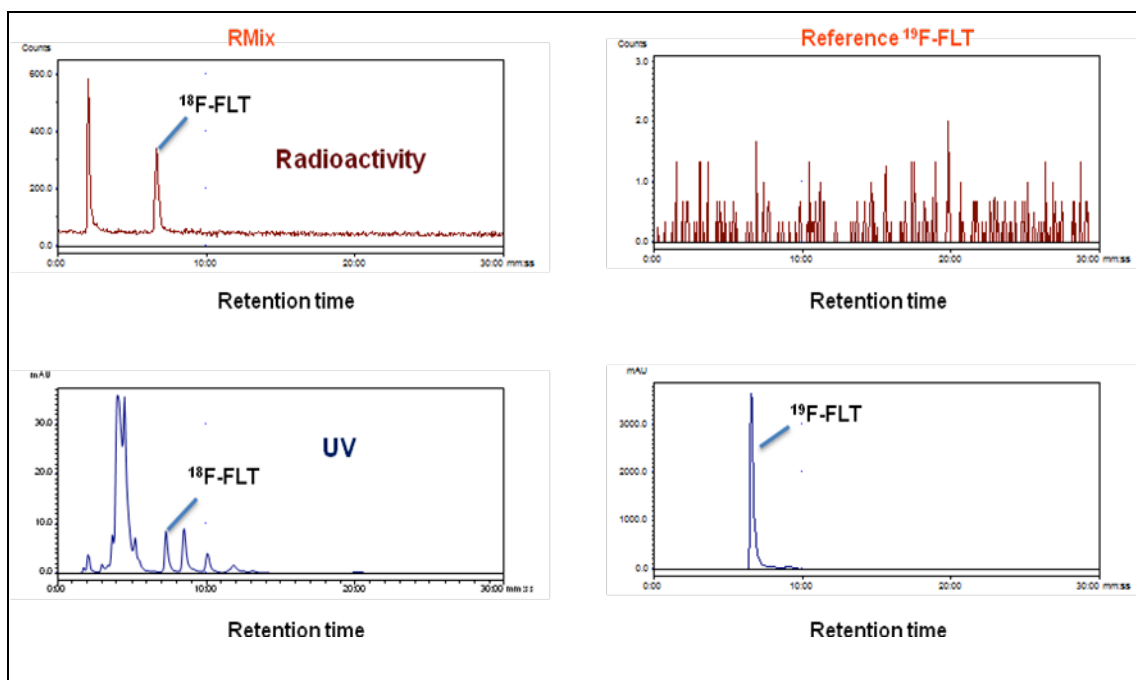 RMix
Counts
600.0
400.0
200.0
0.0
¹⁸F-FLT
Radioactivity
0:00
10:00
20:00
30:00 mm:ss
Retention time
Reference ¹⁹F-FLT
Counts
3.0
2.0
1.0
0.0
0:00
10:00
20:00
30:00 mm:ss
Retention time
mAU
30.0
20.0
10.0
0.0
¹⁸F-FLT
UV
0:00
10:00
20:00
30:00 mm:ss
Retention time
mAU
3000.0
2000.0
1000.0
0.0
¹⁹F-FLT
0:00
10:00
20:00
30:00 mm:ss
Retention time